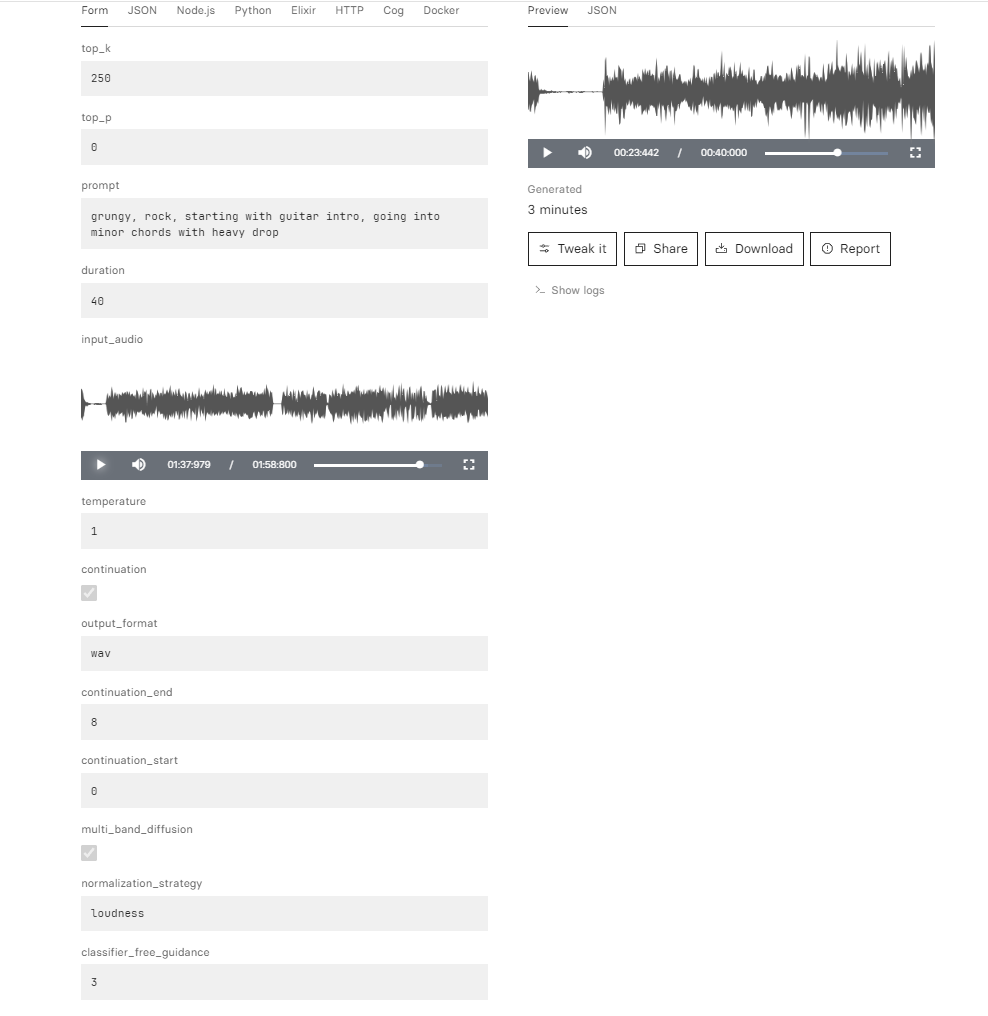 Form JSON Node.js Python Elixir HTTP Cog Docker
top_k
250
top_p
0
prompt
grungy, rock, starting with guitar intro, going into
minor chords with heavy drop
duration
40
input_audio
01:37:979 / 01:58:800
temperature
1
continuation
output_format
wav
continuation_end
8
continuation_start
0
multi_band_diffusion
normalization_strategy
loudness
classifier_free_guidance
3
Preview JSON
00:23:442 / 00:40:000
Generated
3 minutes
Tweak it Share Download Report
Show logs